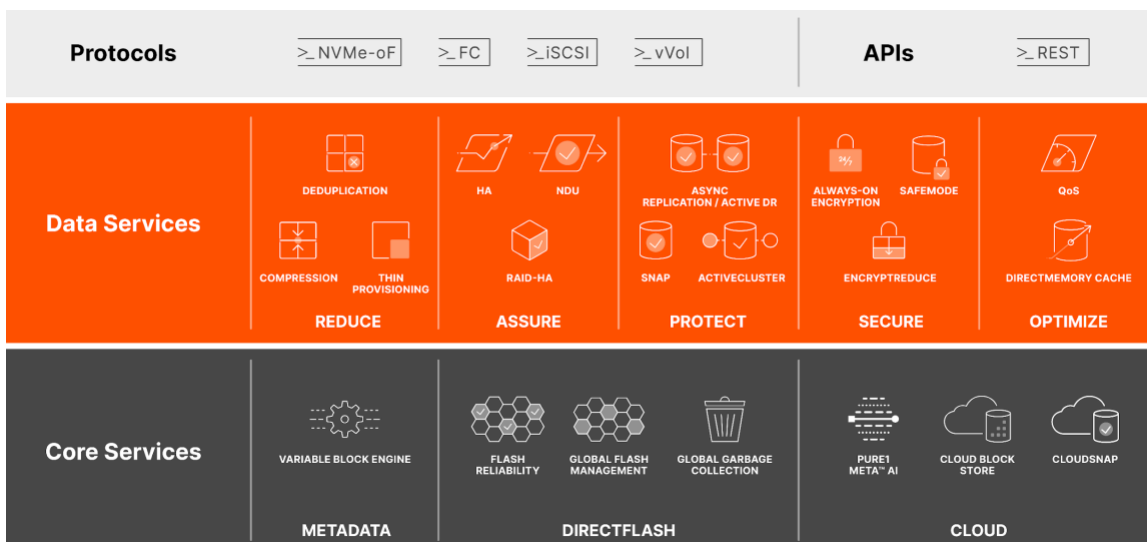 Protocols
>_NVMe-oF
>_FC
>_iSCSI
>_vVol
APIs
>_REST
Data Services
DEDUPLICATION
COMPRESSION
THIN
PROVISIONING
REDUCE
HA
NDU
RAID-HA
ASSURE
ASYNC
REPLICATION / ACTIVE DR
SNAP
ACTIVECLUSTER
PROTECT
24/7
ALWAYS-ON
ENCRYPTION
SAFEMODE
ENCRYPTREDUCE
SECURE
QoS
DIRECTMEMORY CACHE
OPTIMIZE
Core Services
VARIABLE BLOCK ENGINE
METADATA
FLASH
RELIABILITY
GLOBAL FLASH
MANAGEMENT
GLOBAL GARBAGE
COLLECTION
DIRECTFLASH
PURE1
META™ AI
CLOUD BLOCK
STORE
CLOUDSNAP
CLOUD